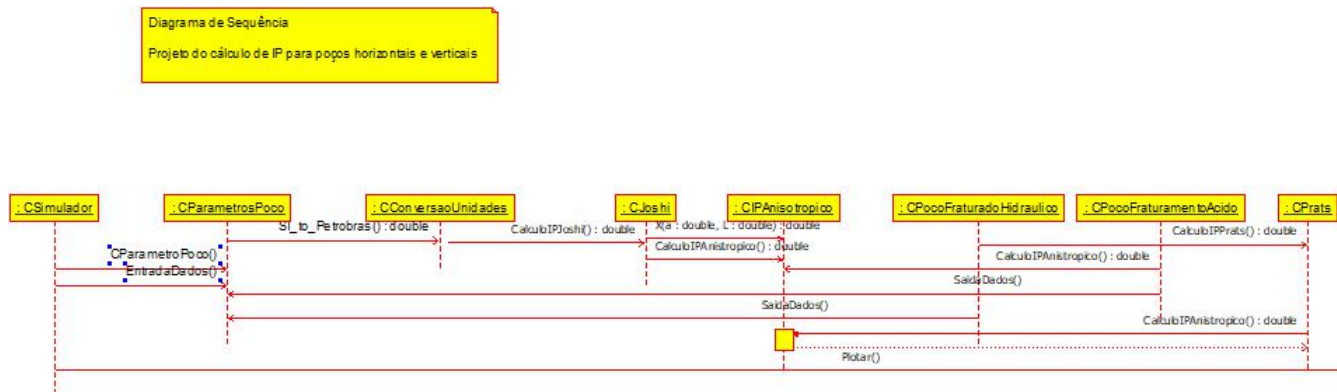 Diagrama de Sequência
Projeto do cálculo de IP para poços horizontais e verticais
: CSimulador
: CParametrosPoco
: CConversaoUnidades
: CJoshi
: CIPAnisotropico
: CPocoFraturadoHidraulico
: CPocoFraturamentoAcido
: CPrats
SI_to_Petrobras() : double
CalculoIPJoshi() : double
X(a : double, L : double) : double
CalculoIPPrats() : double
CParametroPoco()
CalculoIPAnistropico() : double
CalculoIPAnistropico() : double
EntradaDados()
SaidaDados()
SaidaDados()
CalculoIPAnistropico() : double
Plotar()